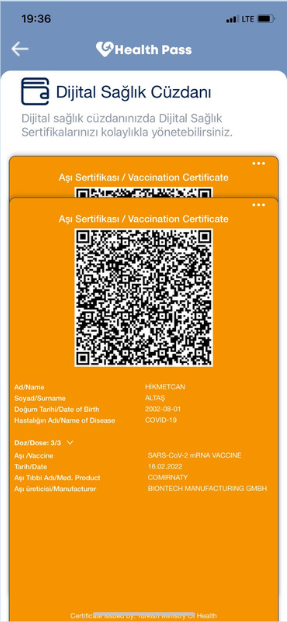 19:36
LTE
Health Pass
Dijital Sağlık Cüzdanı
Dijital sağlık cüzdanınızda Dijital Sağlık
Sertifikalarınızı kolaylıkla yönetebilirsiniz.
Aşı Sertifikası / Vaccination Certificate
Aşı Sertifikası / Vaccination Certificate
Adı/Name HİKMETCAN
Soyad/Surname ALTAŞ
Doğum Tarihi/Date of Birth 2002-08-01
Hastalığın Adı/Name of Disease COVID-19
Doz/Dose: 3/3
Aşı /Vaccine SARS-CoV-2 mRNA VACCINE
Tarih/Date 16.02.2022
Aşı Tıbbi Adı/Med. Product COMIRNATY
Aşı üreticisi/Manufacturer BIONTECH MANUFACTURING GMBH
Certificate Issued by: Turkish Ministry Of Health